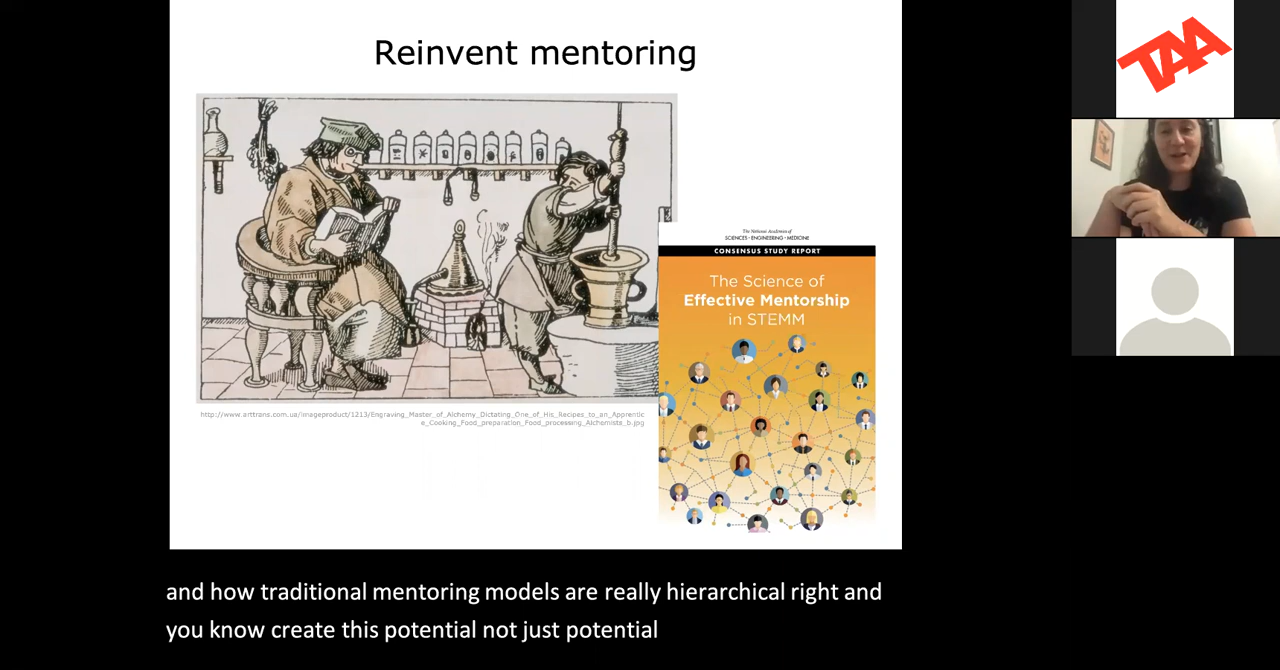 Reinvent mentoring
http://www.arttrans.com.ua/imageproduct/1213/Engraving_Master_of_Alchemy_Dictating_One_of_His_Recipes_to_an_Apprentic
e_Cooking_Food_preparation_Food_processing_Alchemists_b.jpg
The National Academies of
SCIENCES • ENGINEERING • MEDICINE
CONSENSUS STUDY REPORT
The Science of
Effective Mentorship
in STEMM
TAA
and how traditional mentoring models are really hierarchical right and
you know create this potential not just potential